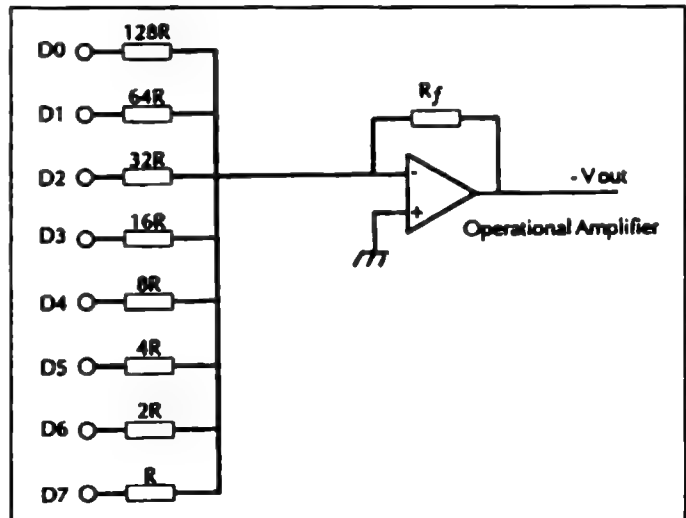 D0 128R
D1 64R
D2 32R
D3 16R
D4 8R
D5 4R
D6 2R
D7 R
Rf
-
+
- Vout
Operational Amplifier